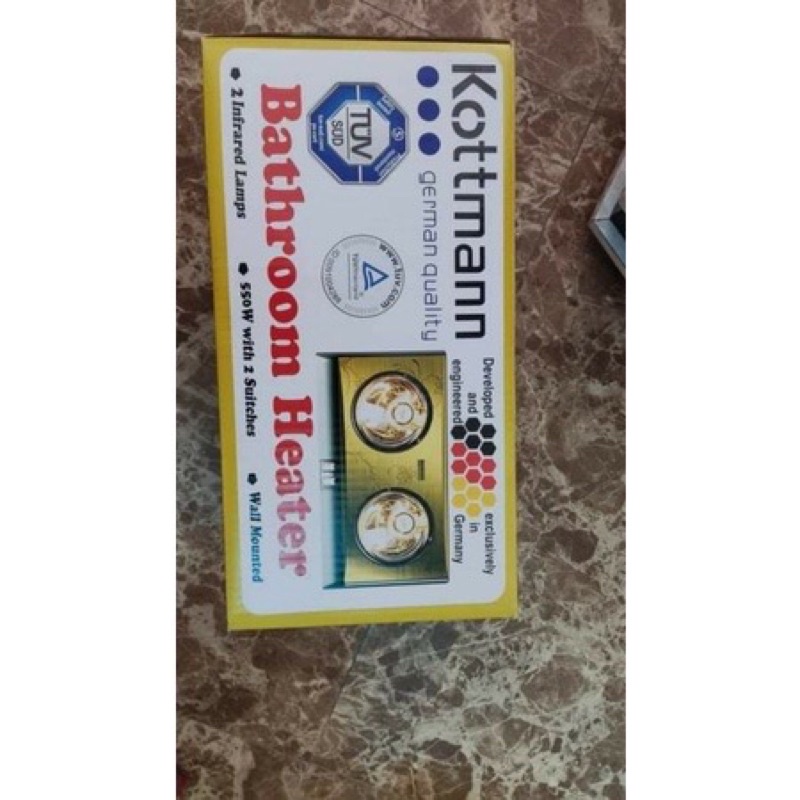 Kottmann
german quality
Developed exclusively
and in
engineered Germany
TÜV
SÜD
www.tuv.com
Bathroom Heater
2 Infrared Lamps
550W with 2 Suitches
Wall Mounted